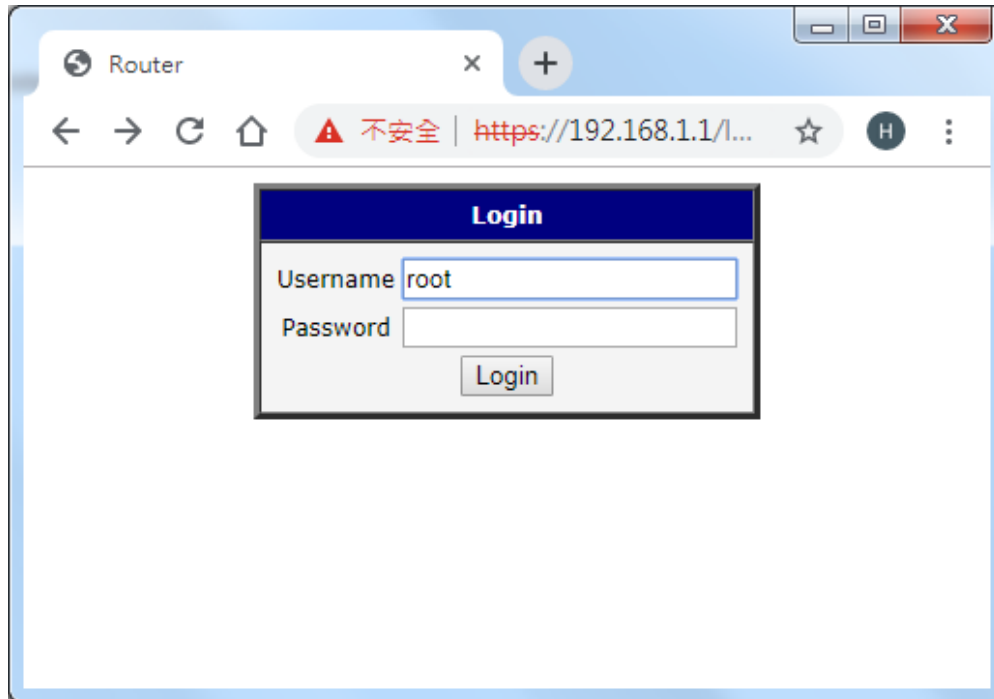 Router
不安全 | https://192.168.1.1/l...
H
Login
Username root
Password
Login